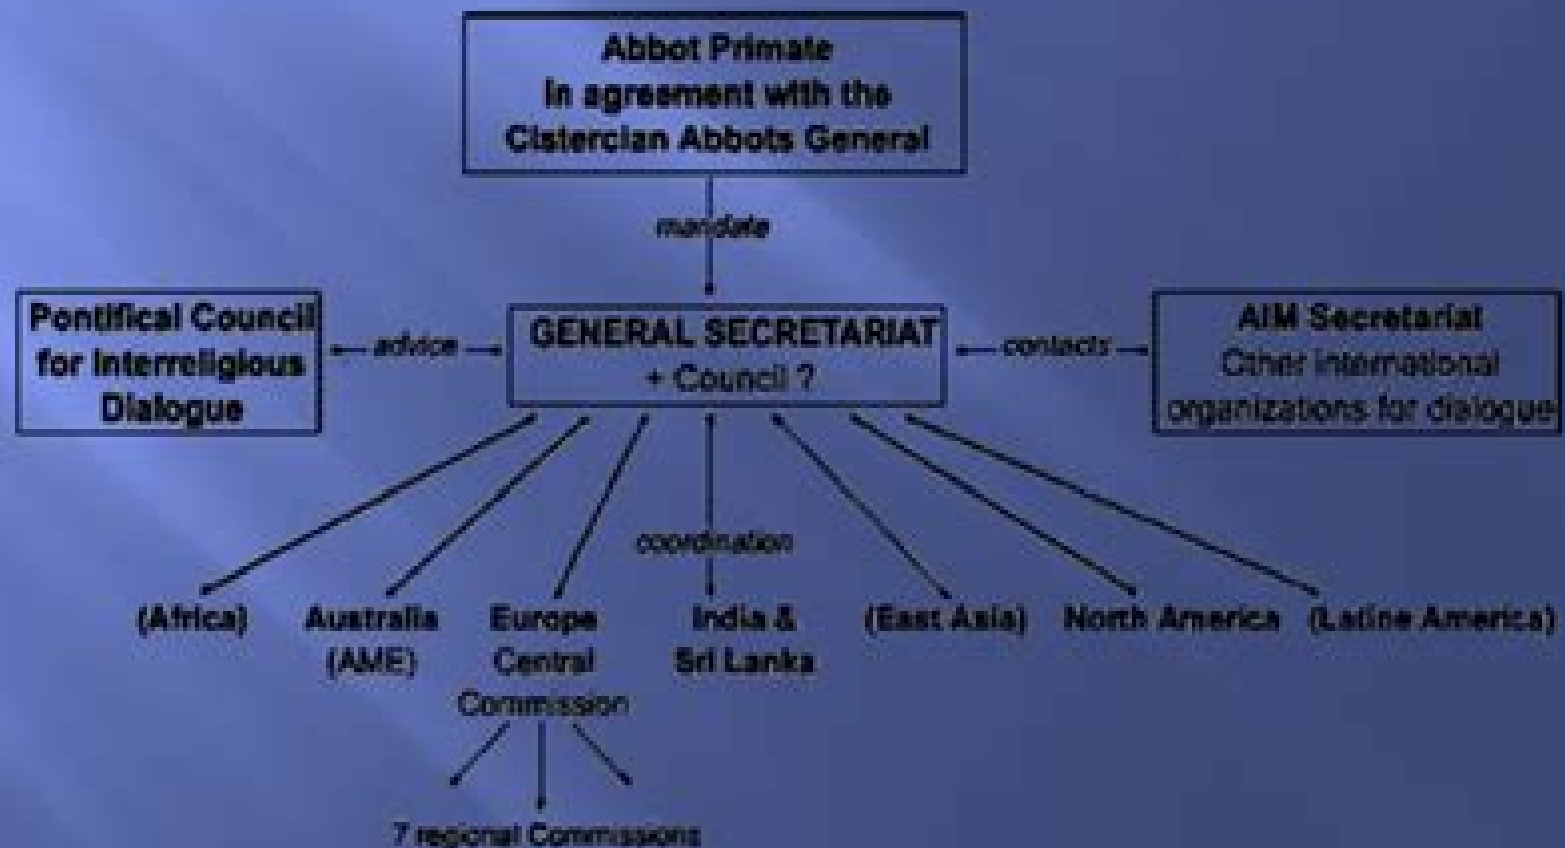 Abbot Primate
In agreement with the
Cistercian Abbots General
mandate
Pontifical Council
for Interreligious
Dialogue
advice
GENERAL SECRETARIAT
+ Council ?
contacts
AIM Secretariat
Other international
organizations for dialogue
coordination
(Africa)
Australia
(AME)
Europe
Central
Commission
India &
Sri Lanka
(East Asia)
North America
(Latine America)
7 regional Commissions